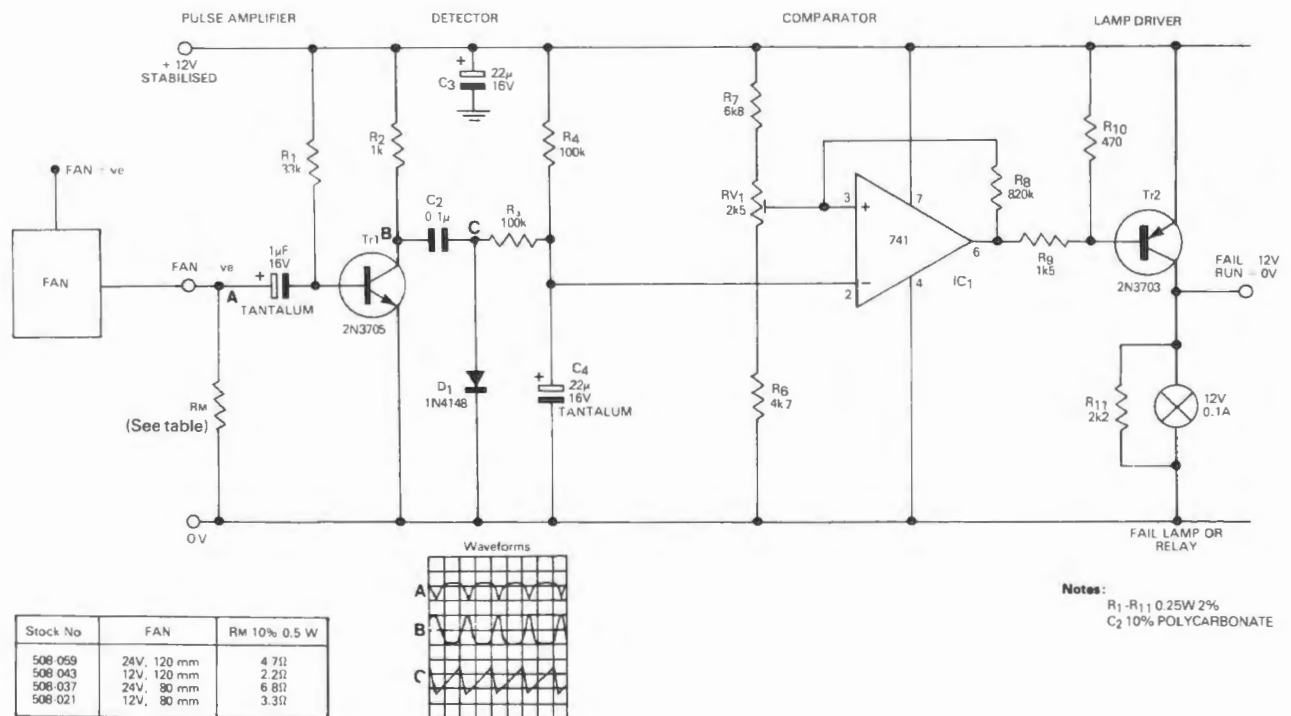 PULSE AMPLIFIER
DETECTOR
COMPARATOR
LAMP DRIVER
+ 12V
STABILISED
+
22µ
16V
C3
R1
33k
R2
1k
R4
100k
R7
6k8
R10
470
FAN
ve
C2
0 1µ
R3
100k
RV1
2k5
R8
820k
Tr2
B
C
3
+
7
1µF
16V
Tr1
741
6
FAN
FAN
ve
+
A
TANTALUM
2N3705
R9
1k5
2N3703
FAIL
12V
RUN
0V
2
4
IC1
C4
+
22µ
16V
TANTALUM
D1
1N4148
RM
(See table)
R6
4k7
R11
2k2
12V
0.1A
0V
FAIL LAMP OR
RELAY
Waveforms
A
B
C
Notes:
R1-R11 0.25W 2%
C2 10% POLYCARBONATE
Stock No FAN RM 10% 0.5 W
508-059 24V, 120 mm 4 7Ω
508-043 12V, 120 mm 2.2Ω
508-037 24V, 80 mm 6 8Ω
508-021 12V, 80 mm 3.3Ω